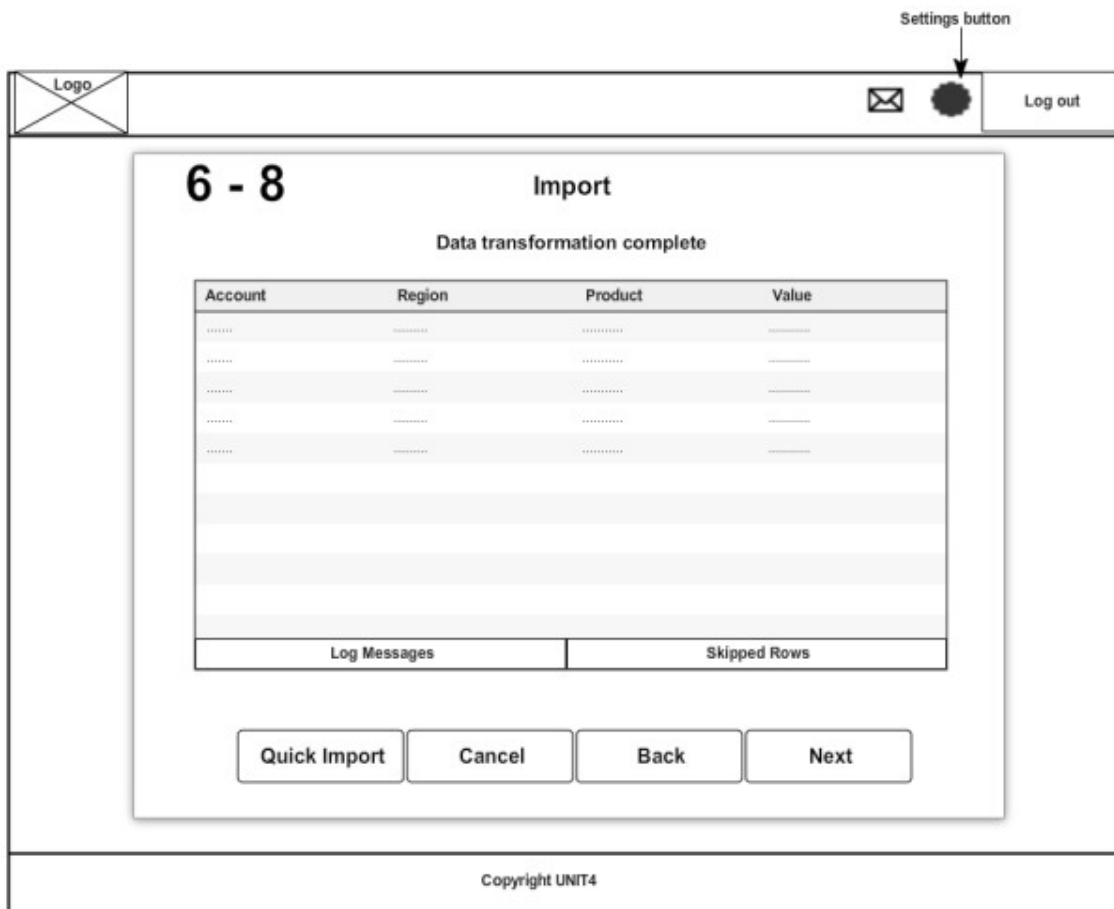 Settings button
Logo
Log out
6 - 8
Import
Data transformation complete
Account Region Product Value
....... ......... ........... ...........
....... ......... ........... ...........
....... ......... ........... ...........
....... ......... ........... ...........
....... ......... ........... ...........
Log Messages Skipped Rows
Quick Import Cancel Back Next
Copyright UNIT4